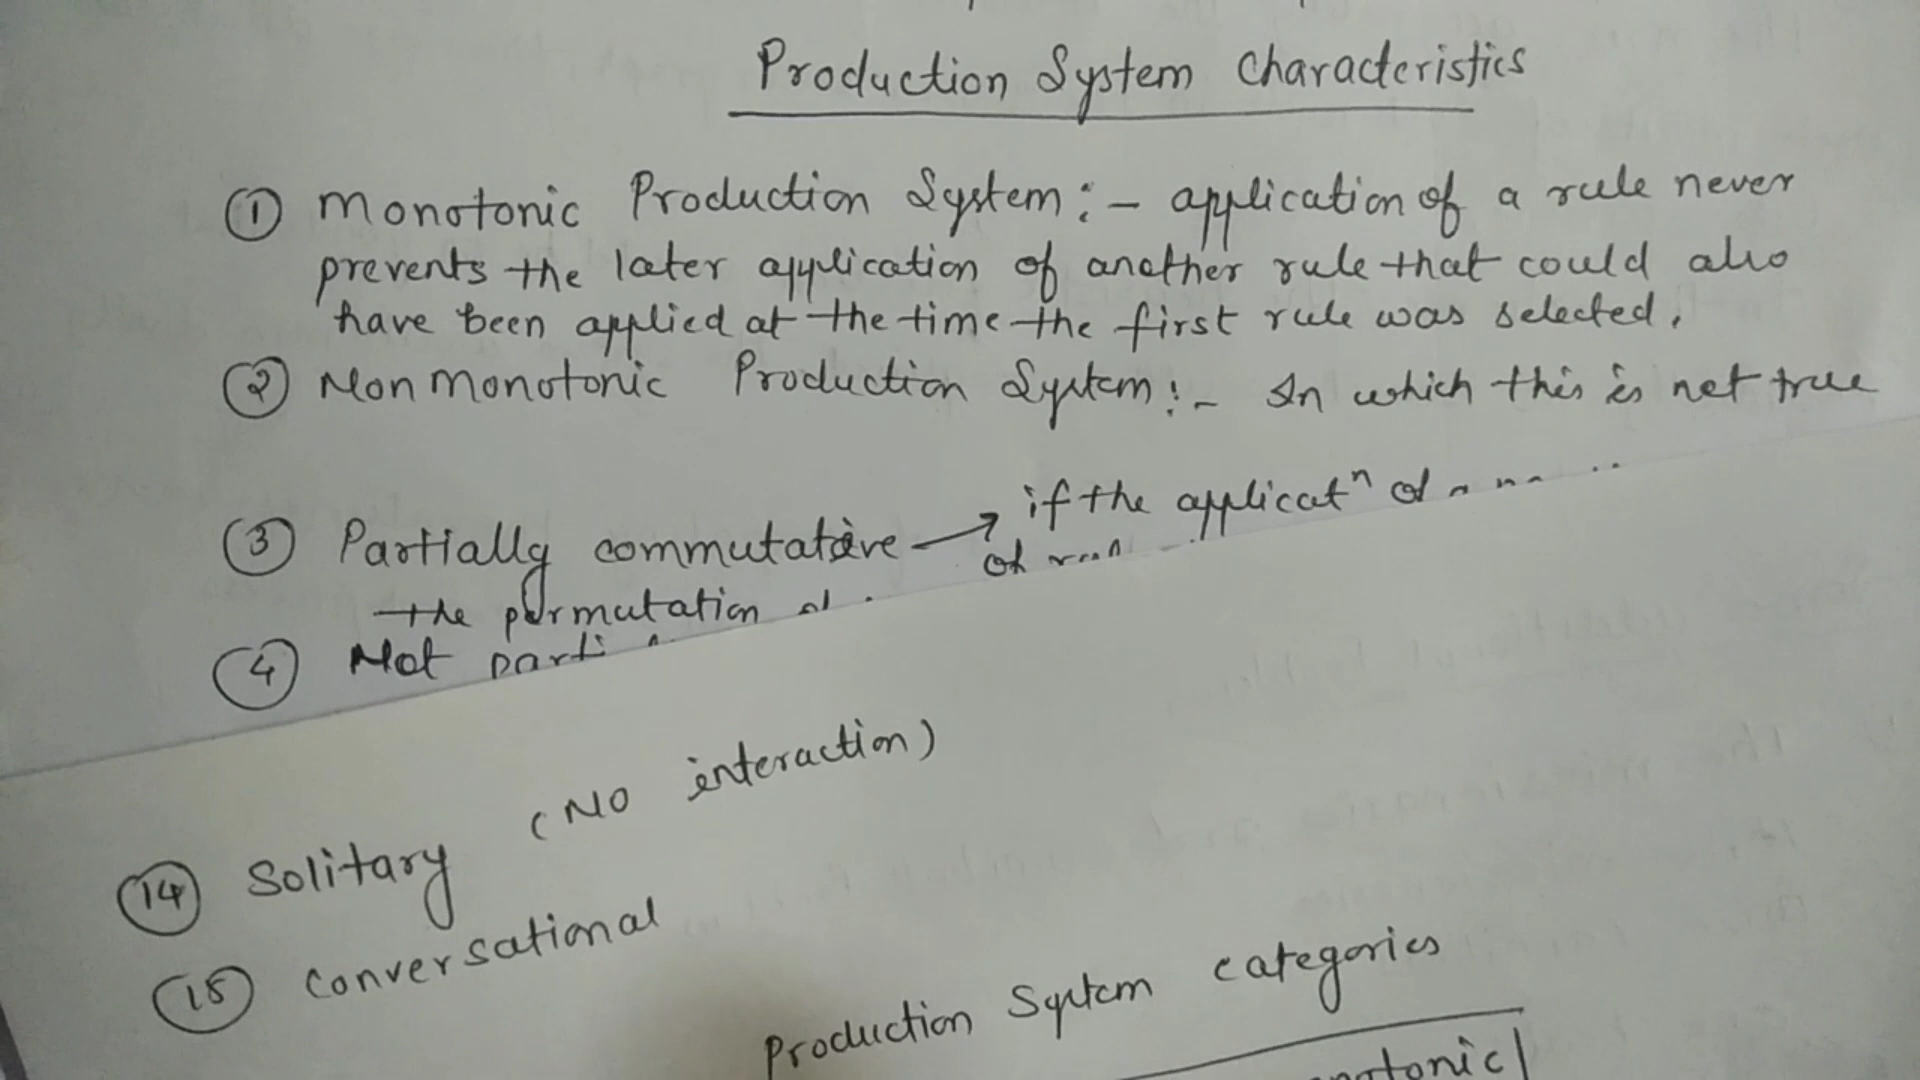 Production System Characteristics
① Monotonic Production System :- application of a rule never
prevents the later application of another rule that could also
have been applied at the time the first rule was selected.
② Non monotonic Production System :- In which this is not true
③ Partially commutative → if the applicatⁿ of a
of
the permutation
④ Not
(No interaction)
⑭ Solitary
⑮ Conversational
Production System categories